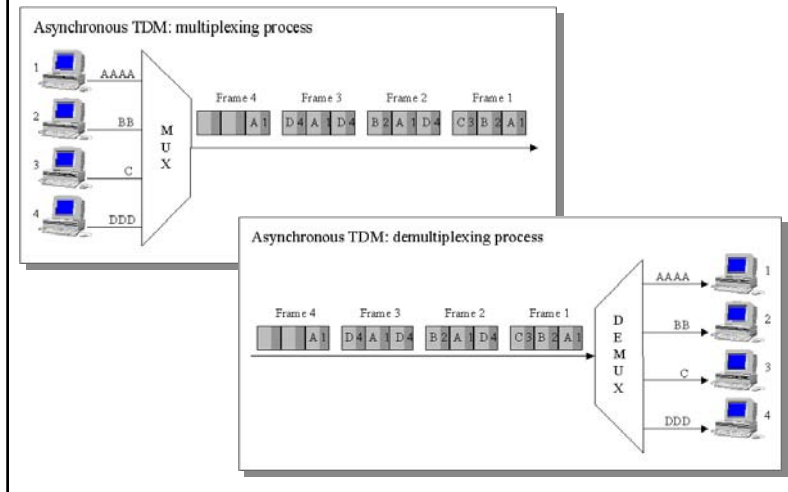 Asynchronous TDM: multiplexing process
1 AAAA
2 BB
3 C
4 DDD
MUX
Frame 4 Frame 3 Frame 2 Frame 1
A 1 D 4 A 1 D 4 B 2 A 1 D 4 C 3 B 2 A 1
Asynchronous TDM: demultiplexing process
Frame 4 Frame 3 Frame 2 Frame 1
A 1 D 4 A 1 D 4 B 2 A 1 D 4 C 3 B 2 A 1
DEMUX
AAAA 1
BB 2
C 3
DDD 4